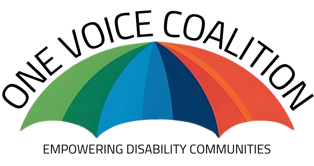 ONE VOICE COALITION
EMPOWERING DISABILITY COMMUNITIES